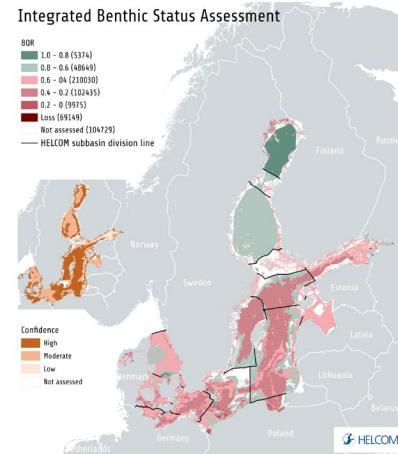 Integrated Benthic Status Assessment
BQR
1.0 - 0.8 (5374)
0.8 - 0.6 (48649)
0.6 - 04 (210030)
0.4 - 0.2 (102435)
0.2 - 0 (9975)
Loss (69149)
Not assessed (104729)
HELCOM subbasin division line
Finland
Russia
Norway
Sweden
Estonia
Latvia
Confidence
High
Moderate
Low
Not assessed
Denmark
Lithuania
Belarus
Germany
Poland
Netherlands
HELCOM